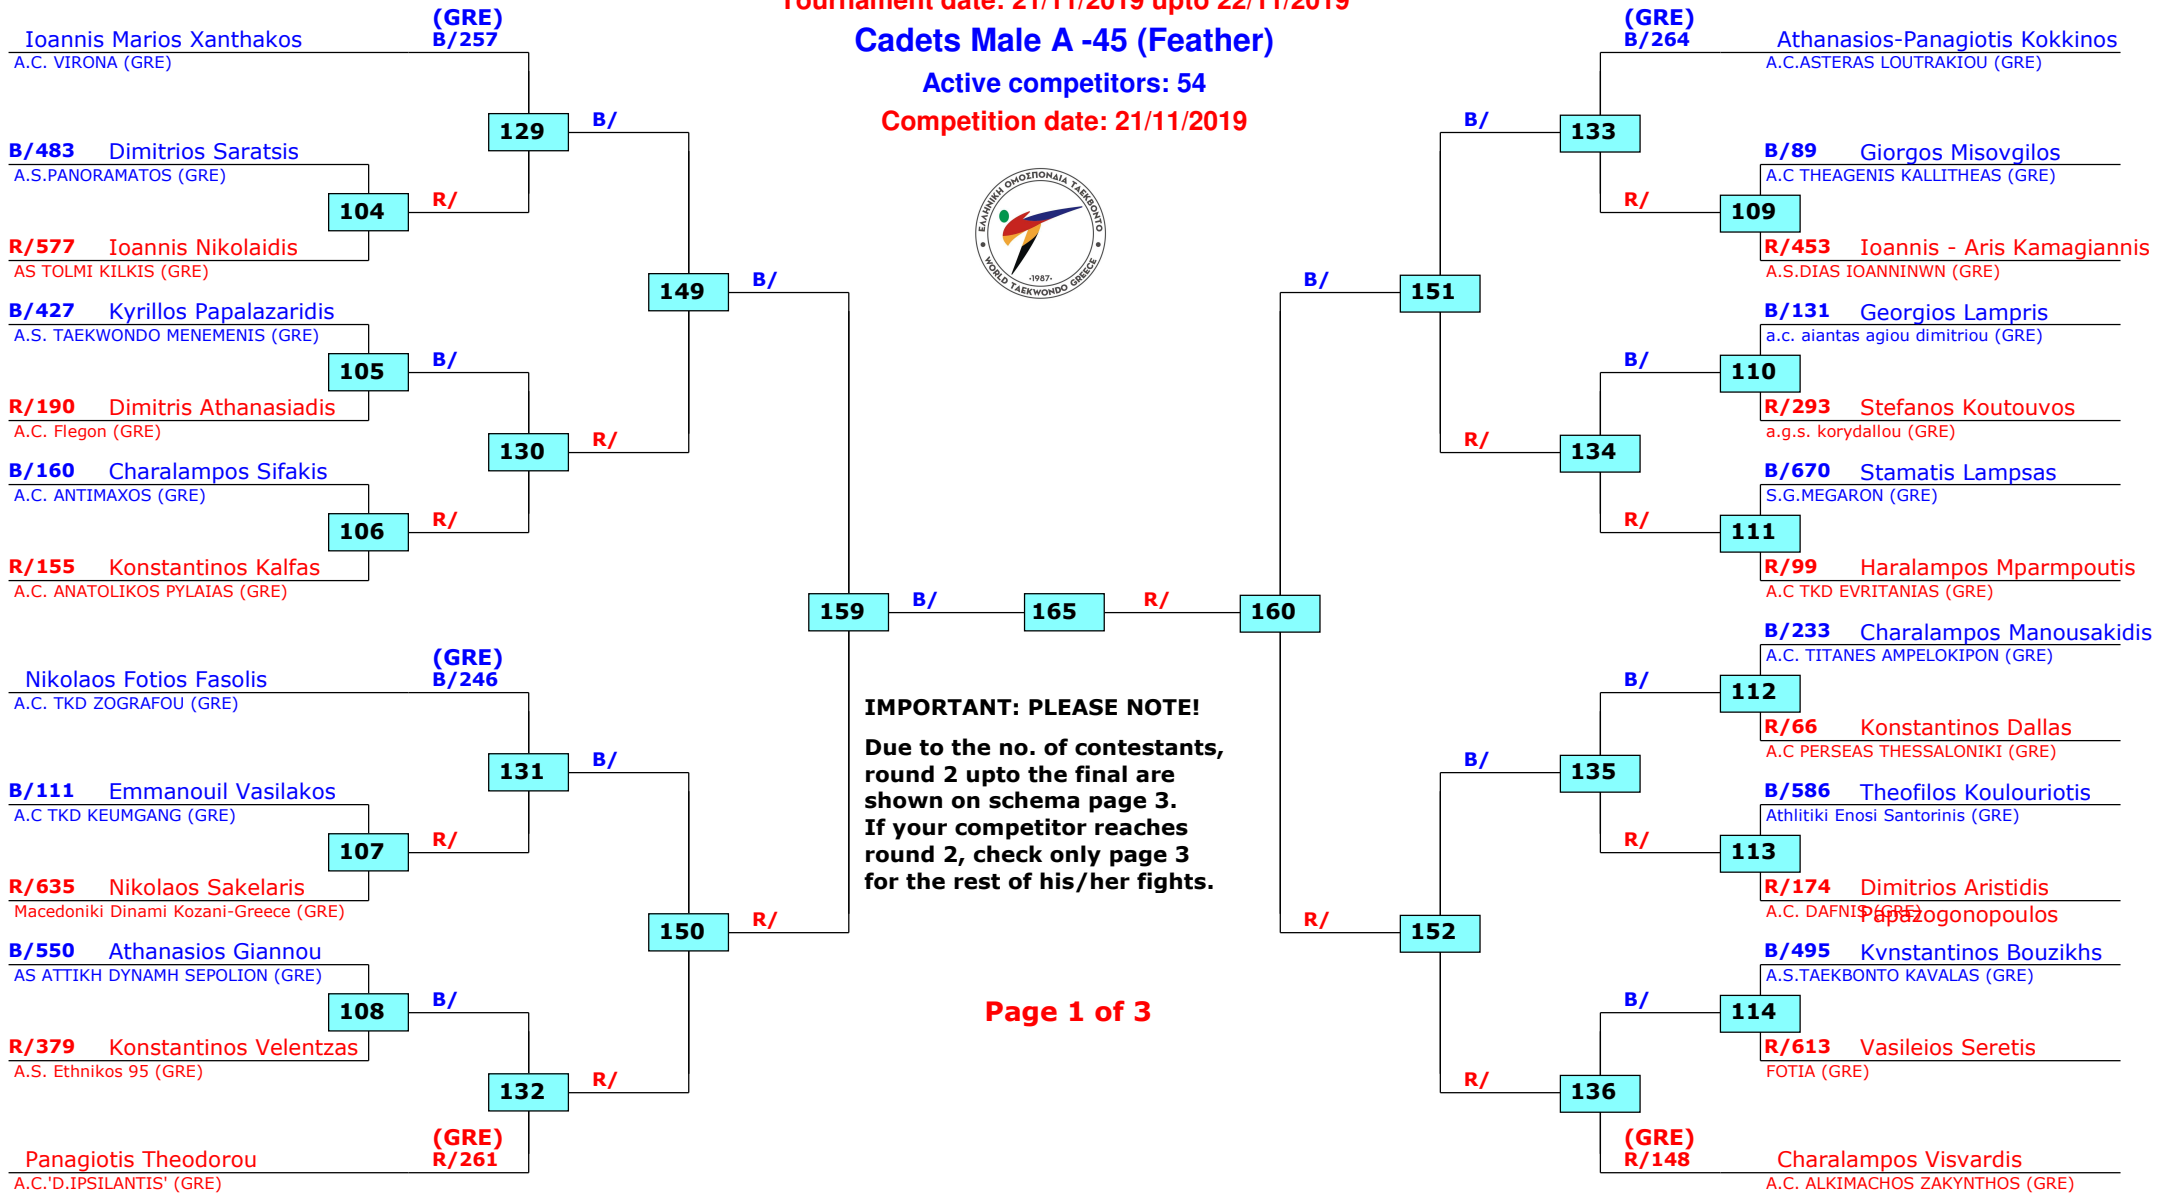 Tournament date: 21/11/2019 upto 22/11/2019
Cadets Male A -45 (Feather)
Active competitors: 54
Competition date: 21/11/2019
ΕΛΛΗΝΙΚΗ ΟΜΟΣΠΟΝΔΙΑ ΤΑΕΚΒΟΝΤΟ
WORLD TAEKWONDO GREECE
·1987·
(GRE)
Ioannis Marios Xanthakos B/257
A.C. VIRONA (GRE)
129
B/
B/483 Dimitrios Saratsis
A.S.PANORAMATOS (GRE)
104
R/
R/577 Ioannis Nikolaidis
AS TOLMI KILKIS (GRE)
149
B/
B/427 Kyrillos Papalazaridis
A.S. TAEKWONDO MENEMENIS (GRE)
105
B/
R/190 Dimitris Athanasiadis
A.C. Flegon (GRE)
130
R/
B/160 Charalampos Sifakis
A.C. ANTIMAXOS (GRE)
106
R/
R/155 Konstantinos Kalfas
A.C. ANATOLIKOS PYLAIAS (GRE)
159
B/
165
R/
160
(GRE)
Nikolaos Fotios Fasolis B/246
A.C. TKD ZOGRAFOU (GRE)
131
B/
B/111 Emmanouil Vasilakos
A.C TKD KEUMGANG (GRE)
107
R/
R/635 Nikolaos Sakelaris
Macedoniki Dinami Kozani-Greece (GRE)
150
R/
B/550 Athanasios Giannou
AS ATTIKH DYNAMH SEPOLION (GRE)
108
B/
R/379 Konstantinos Velentzas
A.S. Ethnikos 95 (GRE)
132
R/
(GRE)
Panagiotis Theodorou R/261
A.C.'D.IPSILANTIS' (GRE)
IMPORTANT: PLEASE NOTE!
Due to the no. of contestants,
round 2 upto the final are
shown on schema page 3.
If your competitor reaches
round 2, check only page 3
for the rest of his/her fights.
Page 1 of 3
(GRE)
B/264 Athanasios-Panagiotis Kokkinos
A.C.ASTERAS LOUTRAKIOU (GRE)
B/
133
B/89 Giorgos Misovgilos
A.C THEAGENIS KALLITHEAS (GRE)
R/
109
R/453 Ioannis - Aris Kamagiannis
A.S.DIAS IOANNINWN (GRE)
B/
151
B/131 Georgios Lampris
a.c. aiantas agiou dimitriou (GRE)
B/
110
R/293 Stefanos Koutouvos
a.g.s. korydallou (GRE)
R/
134
B/670 Stamatis Lampsas
S.G.MEGARON (GRE)
R/
111
R/99 Haralampos Mparmpoutis
A.C TKD EVRITANIAS (GRE)
B/233 Charalampos Manousakidis
A.C. TITANES AMPELOKIPON (GRE)
B/
112
R/66 Konstantinos Dallas
A.C PERSEAS THESSALONIKI (GRE)
B/
135
B/586 Theofilos Koulouriotis
Athlitiki Enosi Santorinis (GRE)
R/
113
R/174 Dimitrios Aristidis
Papazogonopoulos
A.C. DAFNIS (GRE)
R/
152
B/495 Kvnstantinos Bouzikhs
A.S.TAEKBONTO KAVALAS (GRE)
B/
114
R/613 Vasileios Seretis
FOTIA (GRE)
R/
136
(GRE)
R/148 Charalampos Visvardis
A.C. ALKIMACHOS ZAKYNTHOS (GRE)